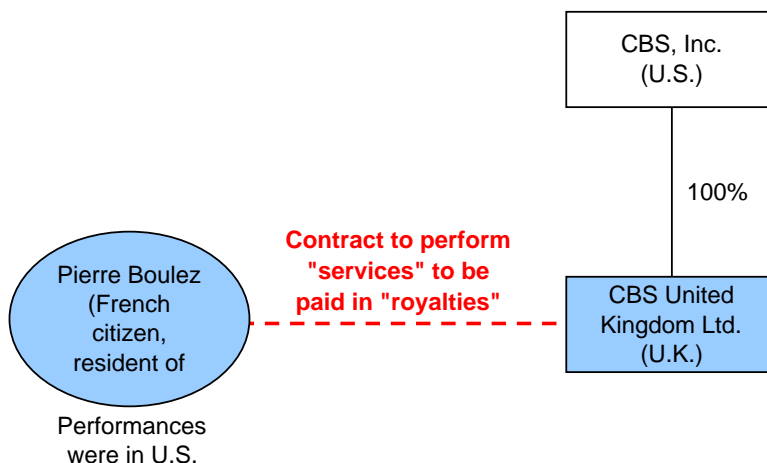 CBS, Inc.
(U.S.)
100%
Contract to perform
"services" to be
paid in "royalties"
Pierre Boulez
(French
citizen,
resident of
CBS United
Kingdom Ltd.
(U.K.)
Performances
were in U.S.